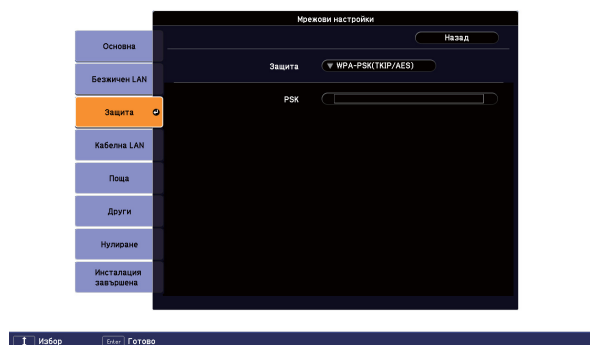 Мрежови настройки
Назад
Основна
Защита ▼ WPA-PSK(TKIP/AES)
Безжичен LAN
PSK
Защита
Кабелна LAN
Поща
Други
Нулиране
Инсталация
завършена
Избор Enter Готово